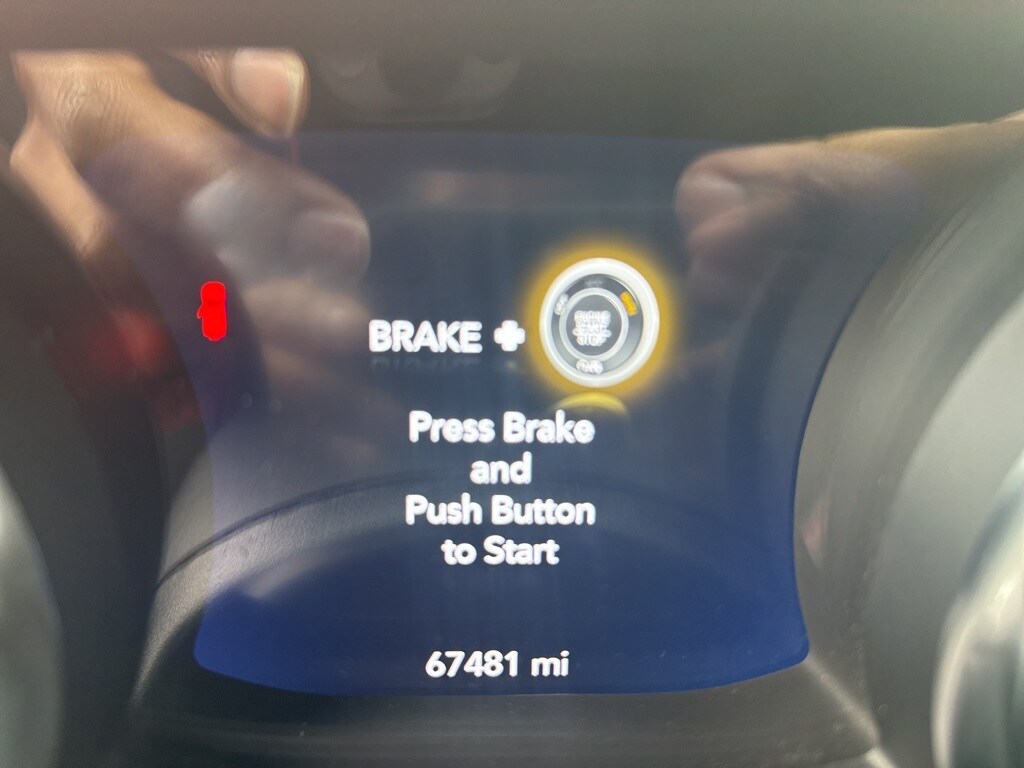 BRAKE +
Press Brake
and
Push Button
to Start
67481 mi